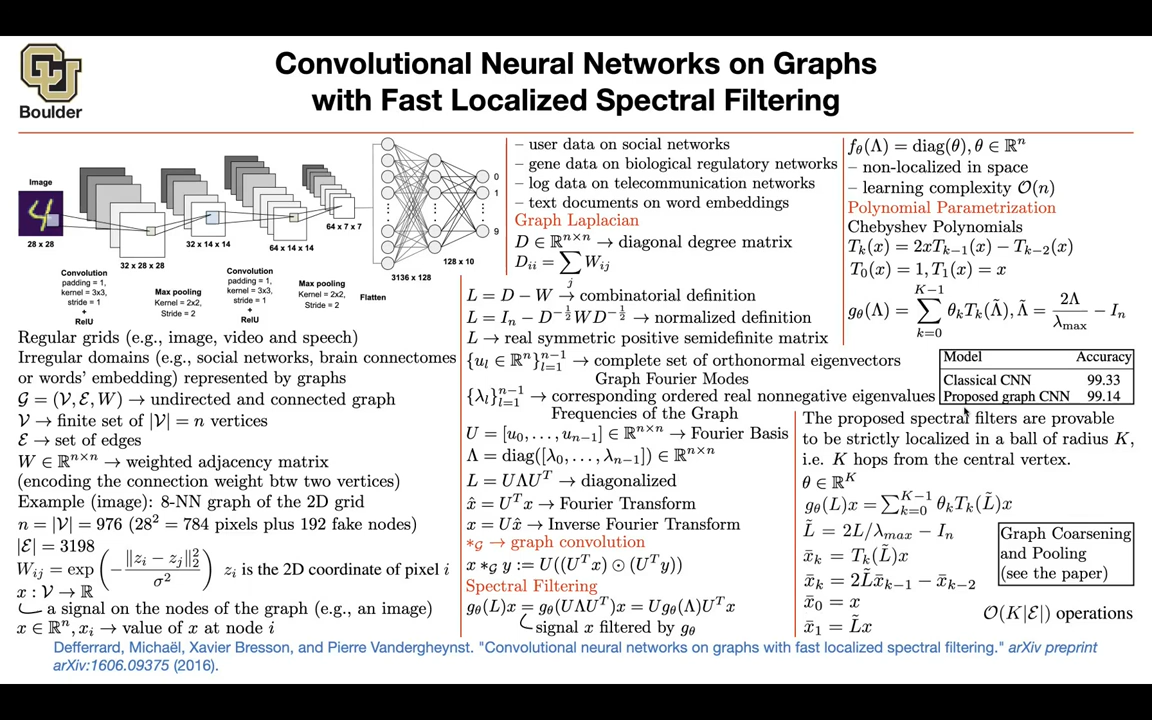 Boulder
Convolutional Neural Networks on Graphs
with Fast Localized Spectral Filtering
Image
28 x 28
32 x 28 x 28
32 x 14 x 14
64 x 14 x 14
64 x 7 x 7
3136 x 128
128 x 10
0
1
9
Convolution
padding = 1,
kernel = 3x3,
stride = 1
+
RelU
Max pooling
Kernel = 2x2,
Stride = 2
Convolution
padding = 1,
kernel = 3x3,
stride = 1
+
RelU
Max pooling
Kernel = 2x2,
Stride = 2
Flatten
Regular grids (e.g., image, video and speech)
Irregular domains (e.g., social networks, brain connectomes
or words' embedding) represented by graphs
𝒢 = (𝒱, ℰ, W) → undirected and connected graph
𝒱 → finite set of |𝒱| = n vertices
ℰ → set of edges
W ∈ ℝⁿˣⁿ → weighted adjacency matrix
(encoding the connection weight btw two vertices)
Example (image): 8-NN graph of the 2D grid
n = |𝒱| = 976 (28² = 784 pixels plus 192 fake nodes)
|ℰ| = 3198
W_{ij} = exp(−‖z_i − z_j‖₂² / σ²) z_i is the 2D coordinate of pixel i
x : 𝒱 → ℝ
a signal on the nodes of the graph (e.g., an image)
x ∈ ℝⁿ, x_i → value of x at node i
– user data on social networks
– gene data on biological regulatory networks
– log data on telecommunication networks
– text documents on word embeddings
Graph Laplacian
D ∈ ℝⁿˣⁿ → diagonal degree matrix
D_{ii} = ∑_j W_{ij}
L = D − W → combinatorial definition
L = I_n − D^{−1/2} W D^{−1/2} → normalized definition
L → real symmetric positive semidefinite matrix
{u_l ∈ ℝⁿ}_{l=1}^{n−1} → complete set of orthonormal eigenvectors
Graph Fourier Modes
{λ_l}_{l=1}^{n−1} → corresponding ordered real nonnegative eigenvalues
Frequencies of the Graph
U = [u_0, . . . , u_{n−1}] ∈ ℝⁿˣⁿ → Fourier Basis
Λ = diag([λ_0, . . . , λ_{n−1}]) ∈ ℝⁿˣⁿ
L = UΛU^T → diagonalized
x̂ = U^T x → Fourier Transform
x = Ux̂ → Inverse Fourier Transform
*_𝒢 → graph convolution
x *_𝒢 y := U((U^T x) ⊙ (U^T y))
Spectral Filtering
g_θ(L)x = g_θ(UΛU^T)x = U g_θ(Λ)U^T x
signal x filtered by g_θ
f_θ(Λ) = diag(θ), θ ∈ ℝⁿ
– non-localized in space
– learning complexity 𝒪(n)
Polynomial Parametrization
Chebyshev Polynomials
T_k(x) = 2xT_{k−1}(x) − T_{k−2}(x)
T_0(x) = 1, T_1(x) = x
g_θ(Λ) = ∑_{k=0}^{K−1} θ_k T_k(Λ̃), Λ̃ = 2Λ/λ_max − I_n
Model Accuracy
Classical CNN 99.33
Proposed graph CNN 99.14
The proposed spectral filters are provable
to be strictly localized in a ball of radius K,
i.e. K hops from the central vertex.
θ ∈ ℝ^K
g_θ(L)x = ∑_{k=0}^{K−1} θ_k T_k(L̃)x
L̃ = 2L/λ_{max} − I_n
x̄_k = T_k(L̃)x
x̄_k = 2L̃x̄_{k−1} − x̄_{k−2}
x̄_0 = x
x̄_1 = L̃x
Graph Coarsening
and Pooling
(see the paper)
𝒪(K|ℰ|) operations
Defferrard, Michaël, Xavier Bresson, and Pierre Vandergheynst. "Convolutional neural networks on graphs with fast localized spectral filtering." arXiv preprint
arXiv:1606.09375 (2016).